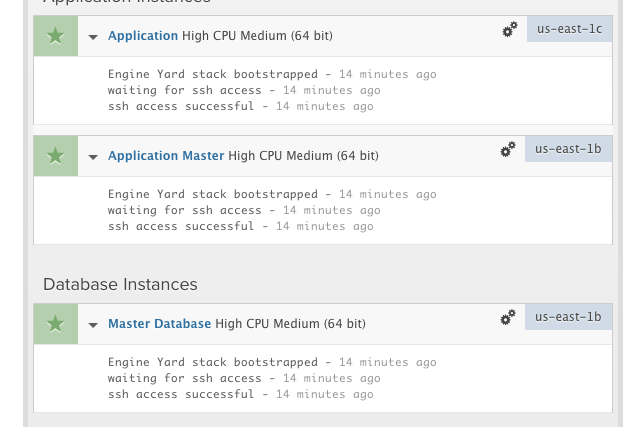 Application Instances
Application High CPU Medium (64 bit)
us-east-1c
Engine Yard stack bootstrapped - 14 minutes ago
waiting for ssh access - 14 minutes ago
ssh access successful - 14 minutes ago
Application Master High CPU Medium (64 bit)
us-east-1b
Engine Yard stack bootstrapped - 14 minutes ago
waiting for ssh access - 14 minutes ago
ssh access successful - 14 minutes ago
Database Instances
Master Database High CPU Medium (64 bit)
us-east-1b
Engine Yard stack bootstrapped - 14 minutes ago
waiting for ssh access - 14 minutes ago
ssh access successful - 14 minutes ago